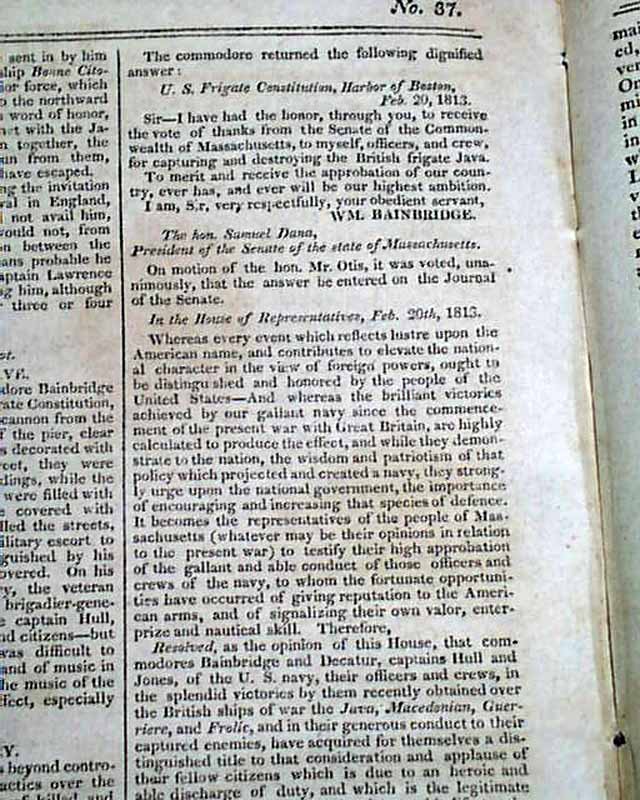 No. 37.
sent in by him
ship Bonne Cito-
ior force, which
o the northward
s word of honor,
met with the Ja-
n together, the
an from them,
have escaped.
ng the invitation
val in England,
l not avail him,
would not, from
on between the
ans probable he
aptain Lawrence
ng him, although
r three or four
VE.
odore Bainbridge
ate Constitution,
cannon from the
f the pier, clear
s decorated with
reet, they were
dings, while the
were filled with
e covered with
lled the streets,
ilitary escort to
guished by his
overed. On his
y, the veteran
brigadier-gene-
e captain Hull,
nd citizens—but
was difficult to
and of music in
he music of the
ffect, especially
Y.
s beyond contro-
actics over the
of killed and
The commodore returned the following dignified
answer:
U. S. Frigate Constitution, Harbor of Boston,
Feb. 20, 1813.
Sir—I have had the honor, through you, to receive
the vote of thanks from the Senate of the Common-
wealth of Massachusetts, to myself, officers, and crew,
for capturing and destroying the British frigate Java.
To merit and receive the approbation of our coun-
try, ever has, and ever will be our highest ambition.
I am, Sir, very respectfully, your obedient servant,
WM. BAINBRIDGE.
The hon. Samuel Dana,
President of the Senate of the state of Massachusetts.
On motion of the hon. Mr. Otis, it was voted, una-
nimously, that the answer be entered on the Journal
of the Senate.
In the House of Representatives, Feb. 20th, 1813.
Whereas every event which reflects lustre upon the
American name, and contributes to elevate the nation-
al character in the view of foreign powers, ought to
be distinguished and honored by the people of the
United States—And whereas the brilliant victories
achieved by our gallant navy since the commence-
ment of the present war with Great Britain, are highly
calculated to produce the effect, and while they demon-
strate to the nation, the wisdom and patriotism of that
policy which projected and created a navy, they strong-
ly urge upon the national government, the importance
of encouraging and increasing that species of defence.
It becomes the representatives of the people of Mas-
sachusetts (whatever may be their opinions in relation
to the present war) to testify their high approbation
of the gallant and able conduct of those officers and
crews of the navy, to whom the fortunate opportuni-
ties have occurred of giving reputation to the Ameri-
can arms, and of signalizing their own valor, enter-
prize and nautical skill. Therefore,
Resolved, as the opinion of this House, that com-
modores Bainbridge and Decatur, captains Hull and
Jones, of the U. S. navy, their officers and crews, in
the splendid victories by them recently obtained over
the British ships of war the Java, Macedonian, Guer-
riere, and Frolic, and in their generous conduct to their
captured enemies, have acquired for themselves a dis-
tinguished title to that consideration and applause of
their fellow citizens which is due to an heroic and
able discharge of duty, and which is the legitimate